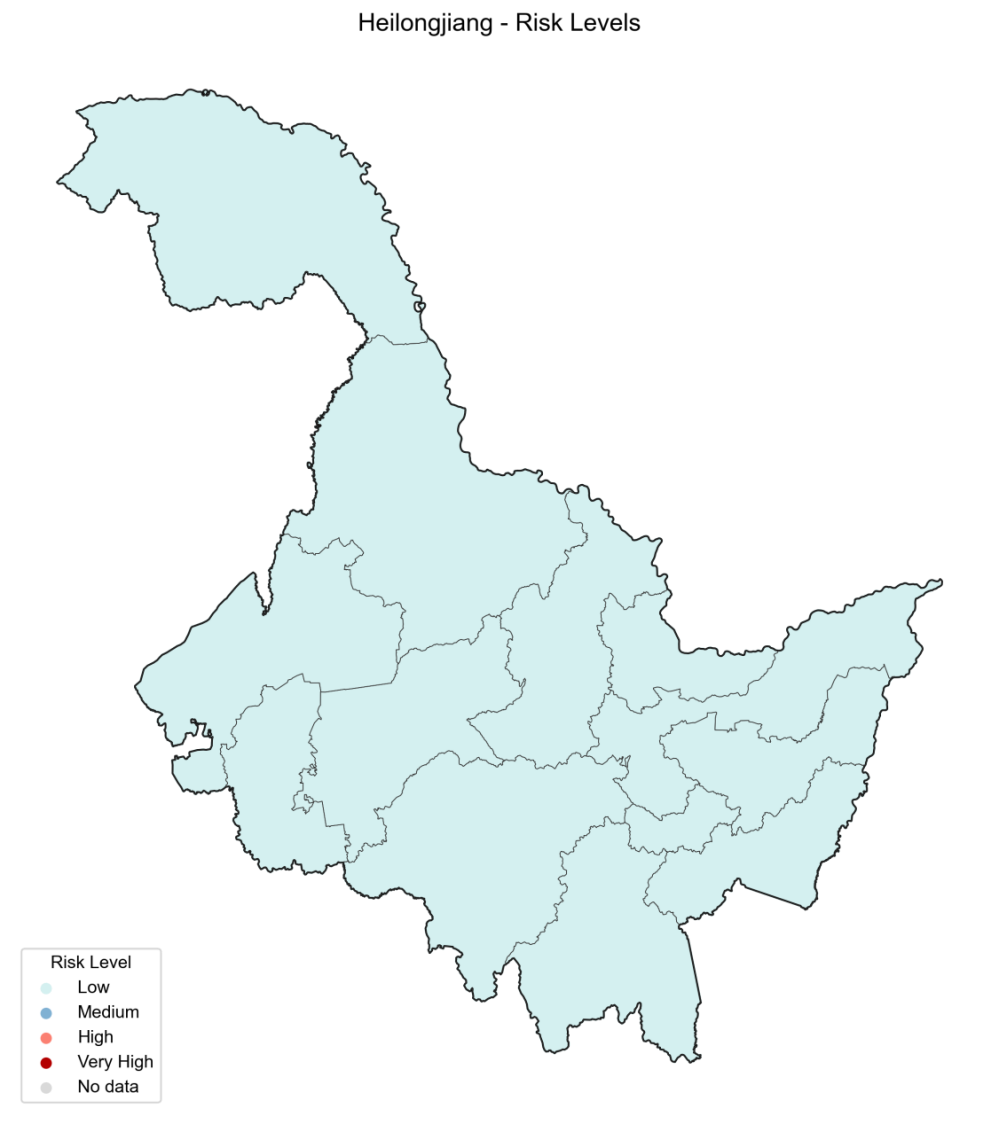 Heilongjiang - Risk Levels
Risk Level
Low
Medium
High
Very High
No data